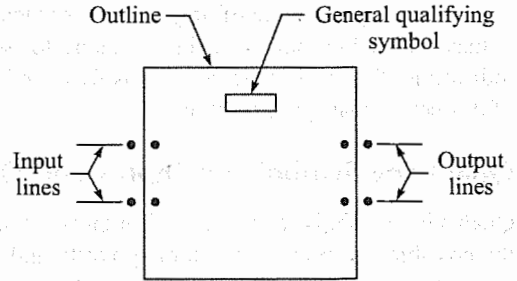 Outline
General qualifying
symbol
Input
lines
Output
lines